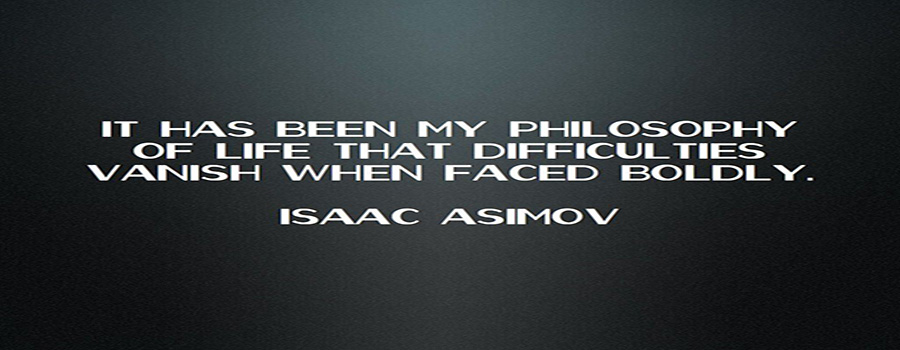 IT HAS BEEN MY PHILOSOPHY
OF LIFE THAT DIFFICULTIES
VANISH WHEN FACED BOLDLY.
ISAAC ASIMOV